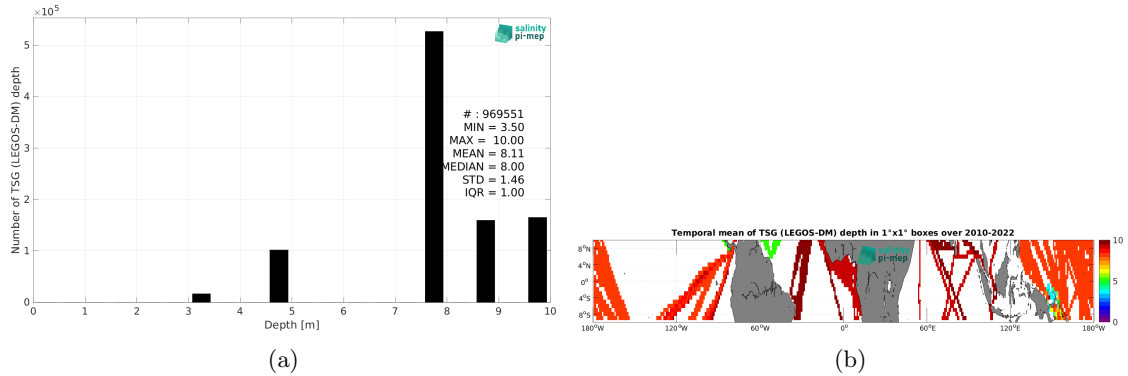 × 10⁵
salinity
pi-mep
Number of TSG (LEGOS-DM) depth
5
4
3
2
1
0
# : 969551
MIN = 3.50
MAX = 10.00
MEAN = 8.11
MEDIAN = 8.00
STD = 1.46
IQR = 1.00
0 1 2 3 4 5 6 7 8 9 10
Depth [m]
(a)
Temporal mean of TSG (LEGOS-DM) depth in 1°x1° boxes over 2010-2022
salinity
pi-mep
8°N
4°N
0°
4°S
8°S
180°W 120°W 60°W 0° 60°E 120°E 180°W
10
5
0
(b)